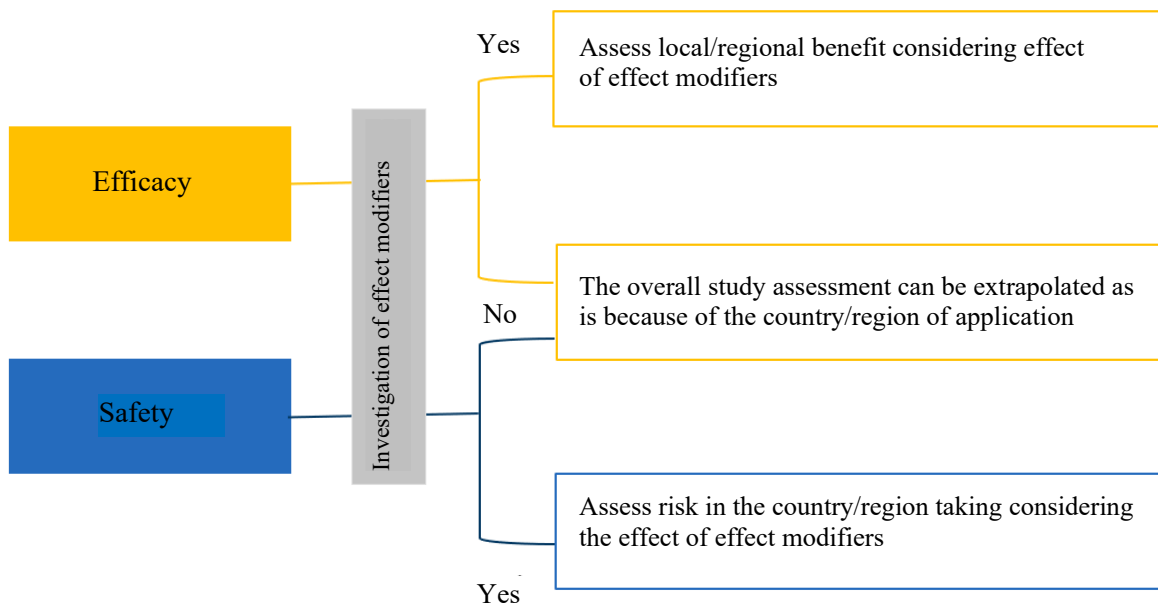 Yes
Assess local/regional benefit considering effect
of effect modifiers
Efficacy
Investigation of effect modifiers
The overall study assessment can be extrapolated as
is because of the country/region of application
No
Safety
Assess risk in the country/region taking considering
the effect of effect modifiers
Yes